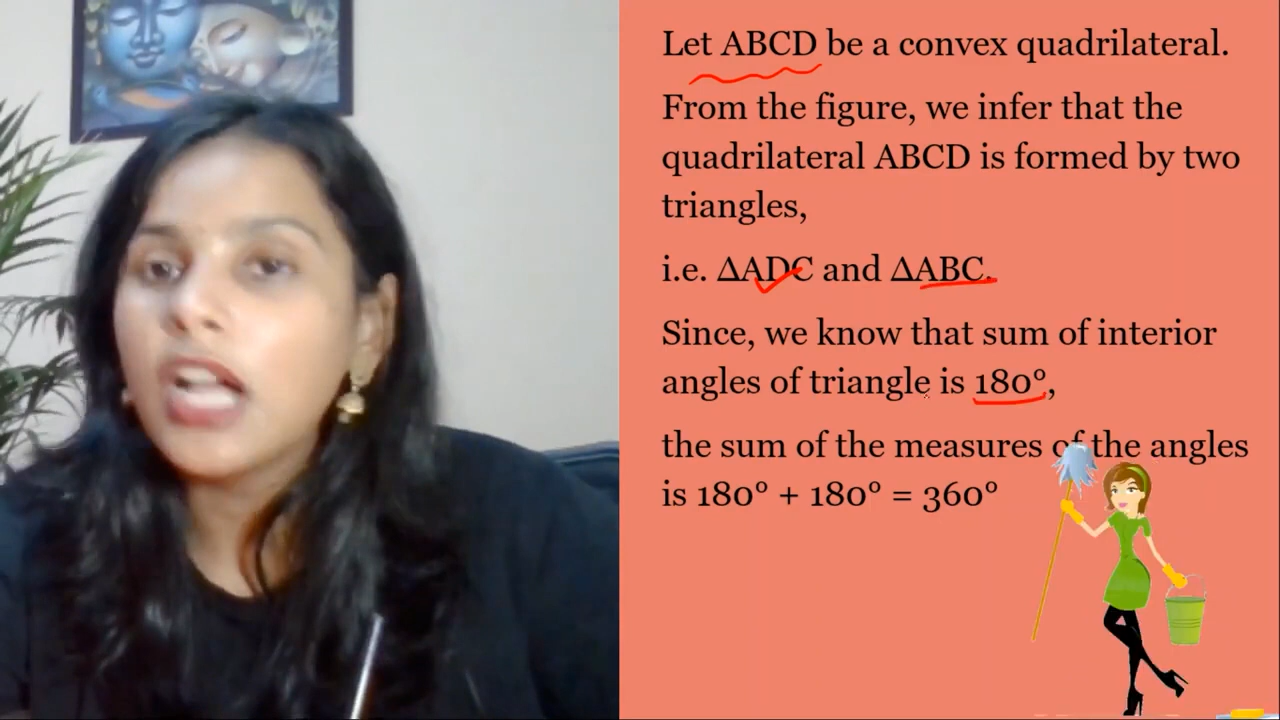 Let ABCD be a convex quadrilateral.
From the figure, we infer that the
quadrilateral ABCD is formed by two
triangles,
i.e. ΔADC and ΔABC.
Since, we know that sum of interior
angles of triangle is 180°,
the sum of the measures of the angles
is 180° + 180° = 360°